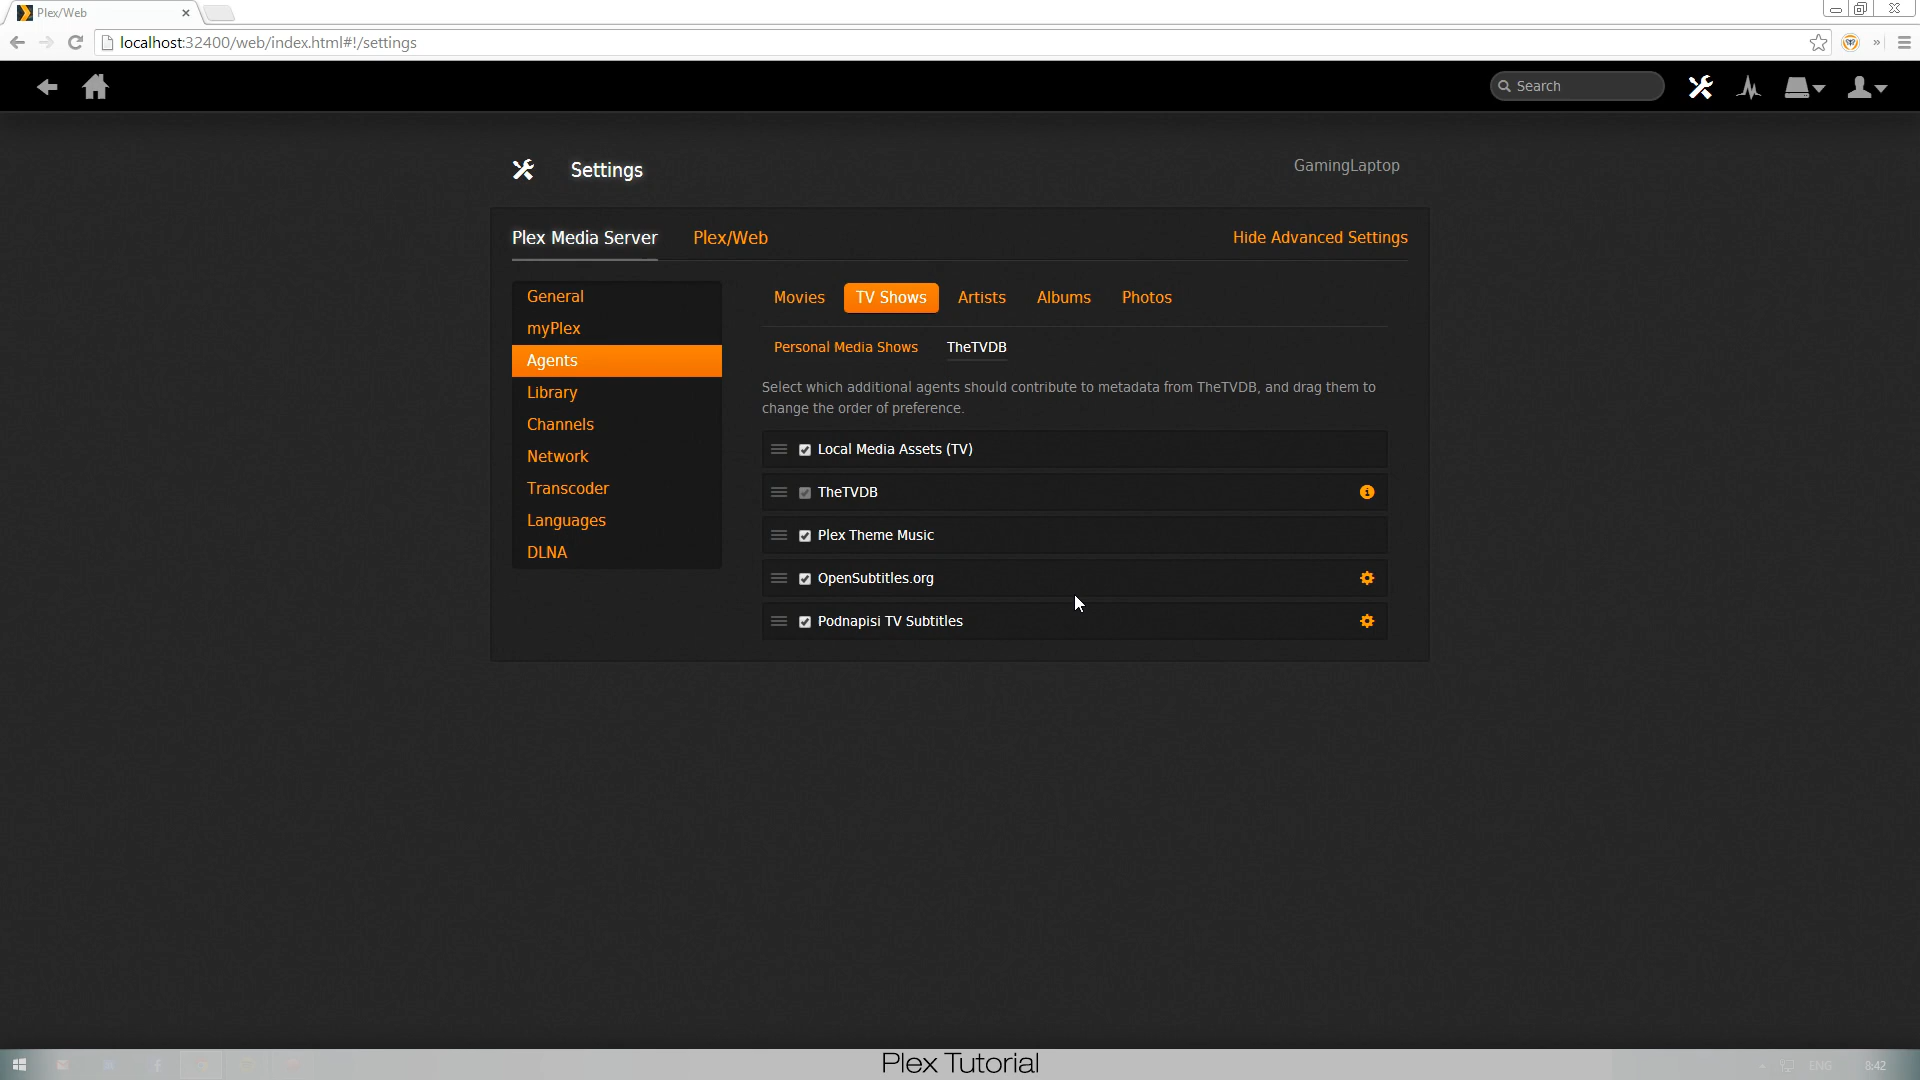 Plex/Web
localhost:32400/web/index.html#!/settings
Search
Settings
GamingLaptop
Plex Media Server
Plex/Web
Hide Advanced Settings
General
myPlex
Agents
Library
Channels
Network
Transcoder
Languages
DLNA
Movies
TV Shows
Artists
Albums
Photos
Personal Media Shows
TheTVDB
Select which additional agents should contribute to metadata from TheTVDB, and drag them to
change the order of preference.
Local Media Assets (TV)
TheTVDB
Plex Theme Music
OpenSubtitles.org
Podnapisi TV Subtitles
Plex Tutorial
ENG
8:42